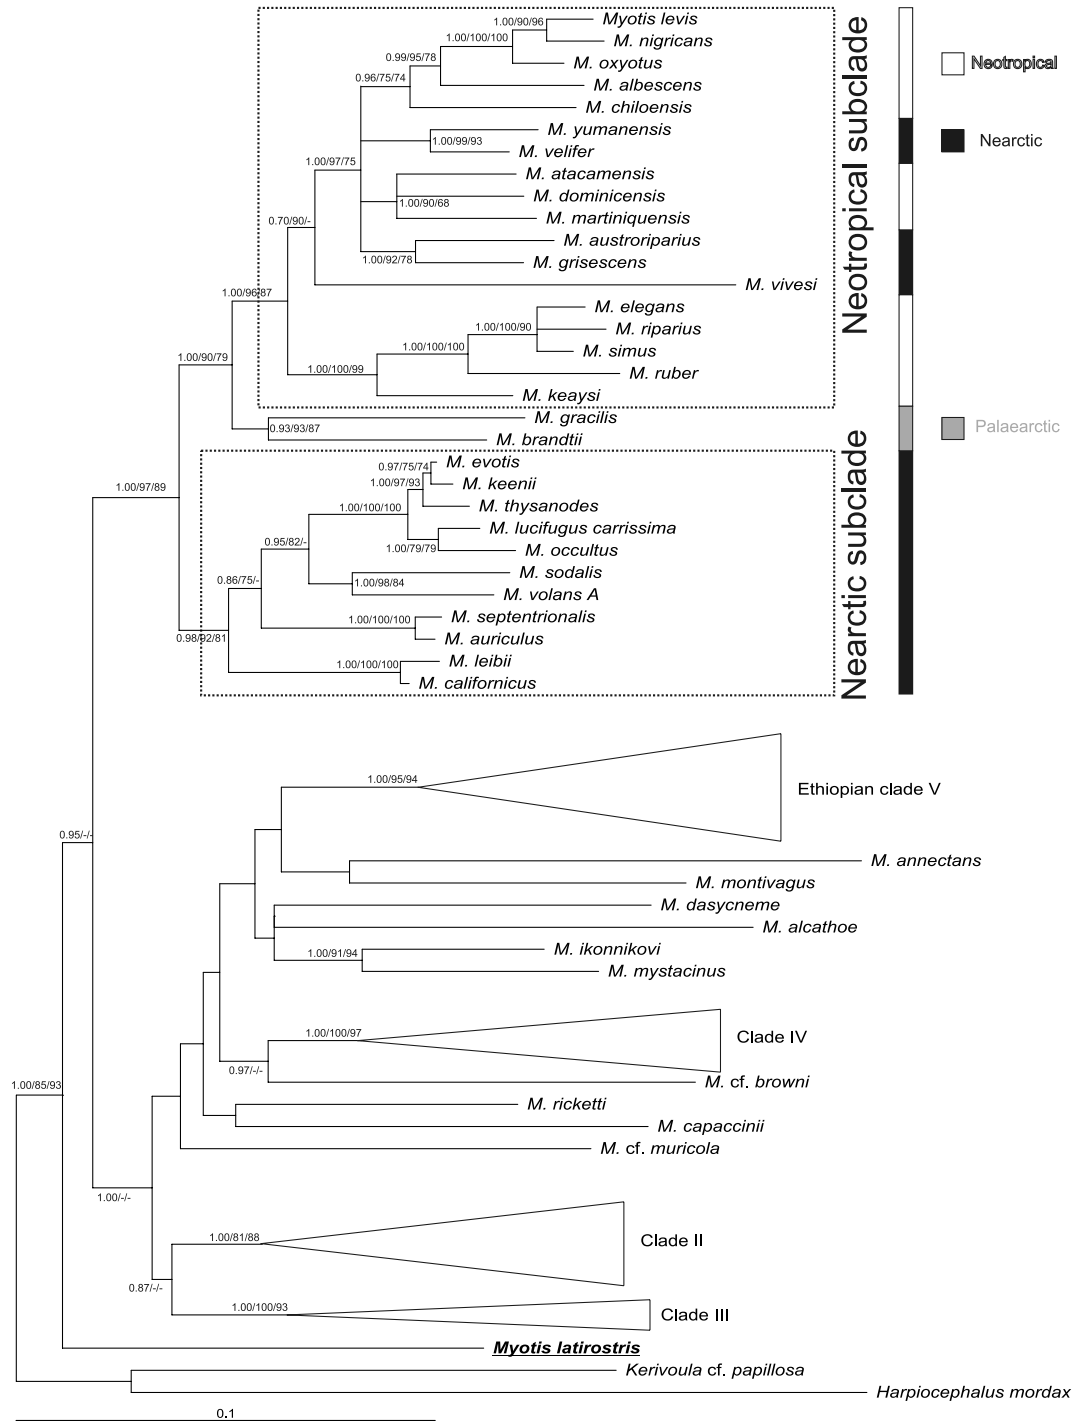 1.00/90/96
Myotis levis
M. nigricans
1.00/100/100
M. oxyotus
0.99/95/78
M. albescens
0.96/75/74
M. chiloensis
M. yumanensis
1.00/99/93
M. velifer
1.00/97/75
M. atacamensis
M. dominicensis
1.00/90/68
M. martiniquensis
0.70/90/-
M. austroriparius
1.00/92/78
M. grisescens
M. vivesi
1.00/96/87
M. elegans
1.00/100/90
M. riparius
1.00/100/100
M. simus
1.00/90/79
1.00/100/99
M. ruber
M. keaysi
Neotropical subclade
Neotropical
Nearctic
Palaearctic
M. gracilis
0.93/93/87
M. brandtii
M. evotis
0.97/75/74
1.00/97/93
M. keenii
1.00/97/89
M. thysanodes
1.00/100/100
M. lucifugus carrissima
0.95/82/-
1.00/79/79
M. occultus
M. sodalis
0.86/75/-
1.00/98/84
M. volans A
1.00/100/100
M. septentrionalis
0.98/92/81
M. auriculus
1.00/100/100
M. leibii
M. californicus
Nearctic subclade
1.00/95/94
Ethiopian clade V
0.95/-/-
M. annectans
M. montivagus
M. dasycneme
M. alcathoe
1.00/91/94
M. ikonnikovi
M. mystacinus
1.00/100/97
Clade IV
0.97/-/-
M. cf. browni
1.00/85/93
M. ricketti
M. capaccinii
M. cf. muricola
1.00/-/-
1.00/81/88
Clade II
0.87/-/-
1.00/100/93
Clade III
Myotis latirostris
Kerivoula cf. papillosa
Harpiocephalus mordax
0.1